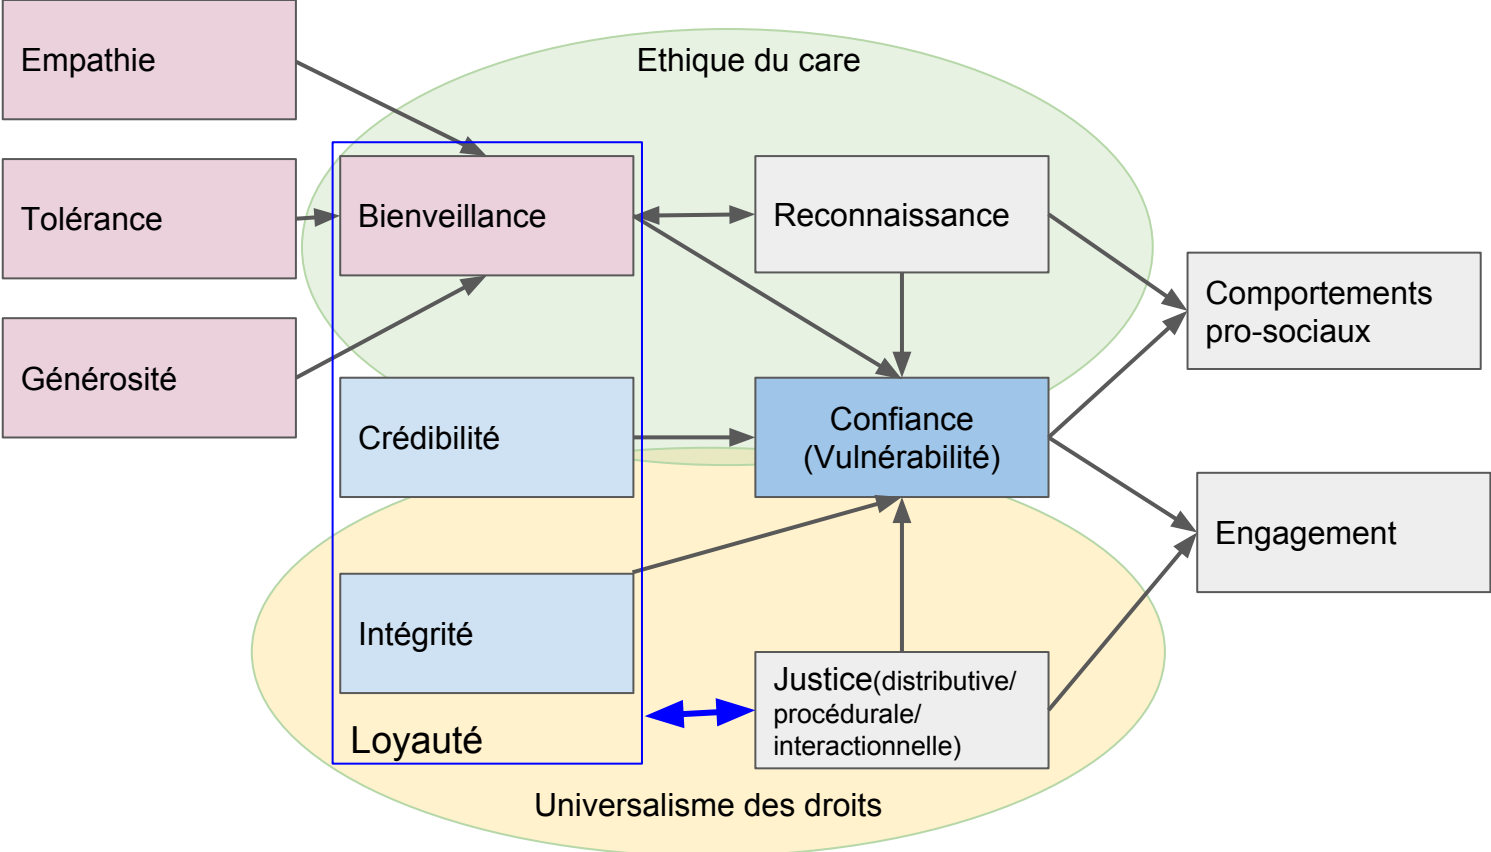 Empathie
Ethique du care
Tolérance
Bienveillance
Reconnaissance
Comportements
pro-sociaux
Générosité
Crédibilité
Confiance
(Vulnérabilité)
Engagement
Intégrité
Justice(distributive/
procédurale/
interactionnelle)
Loyauté
Universalisme des droits